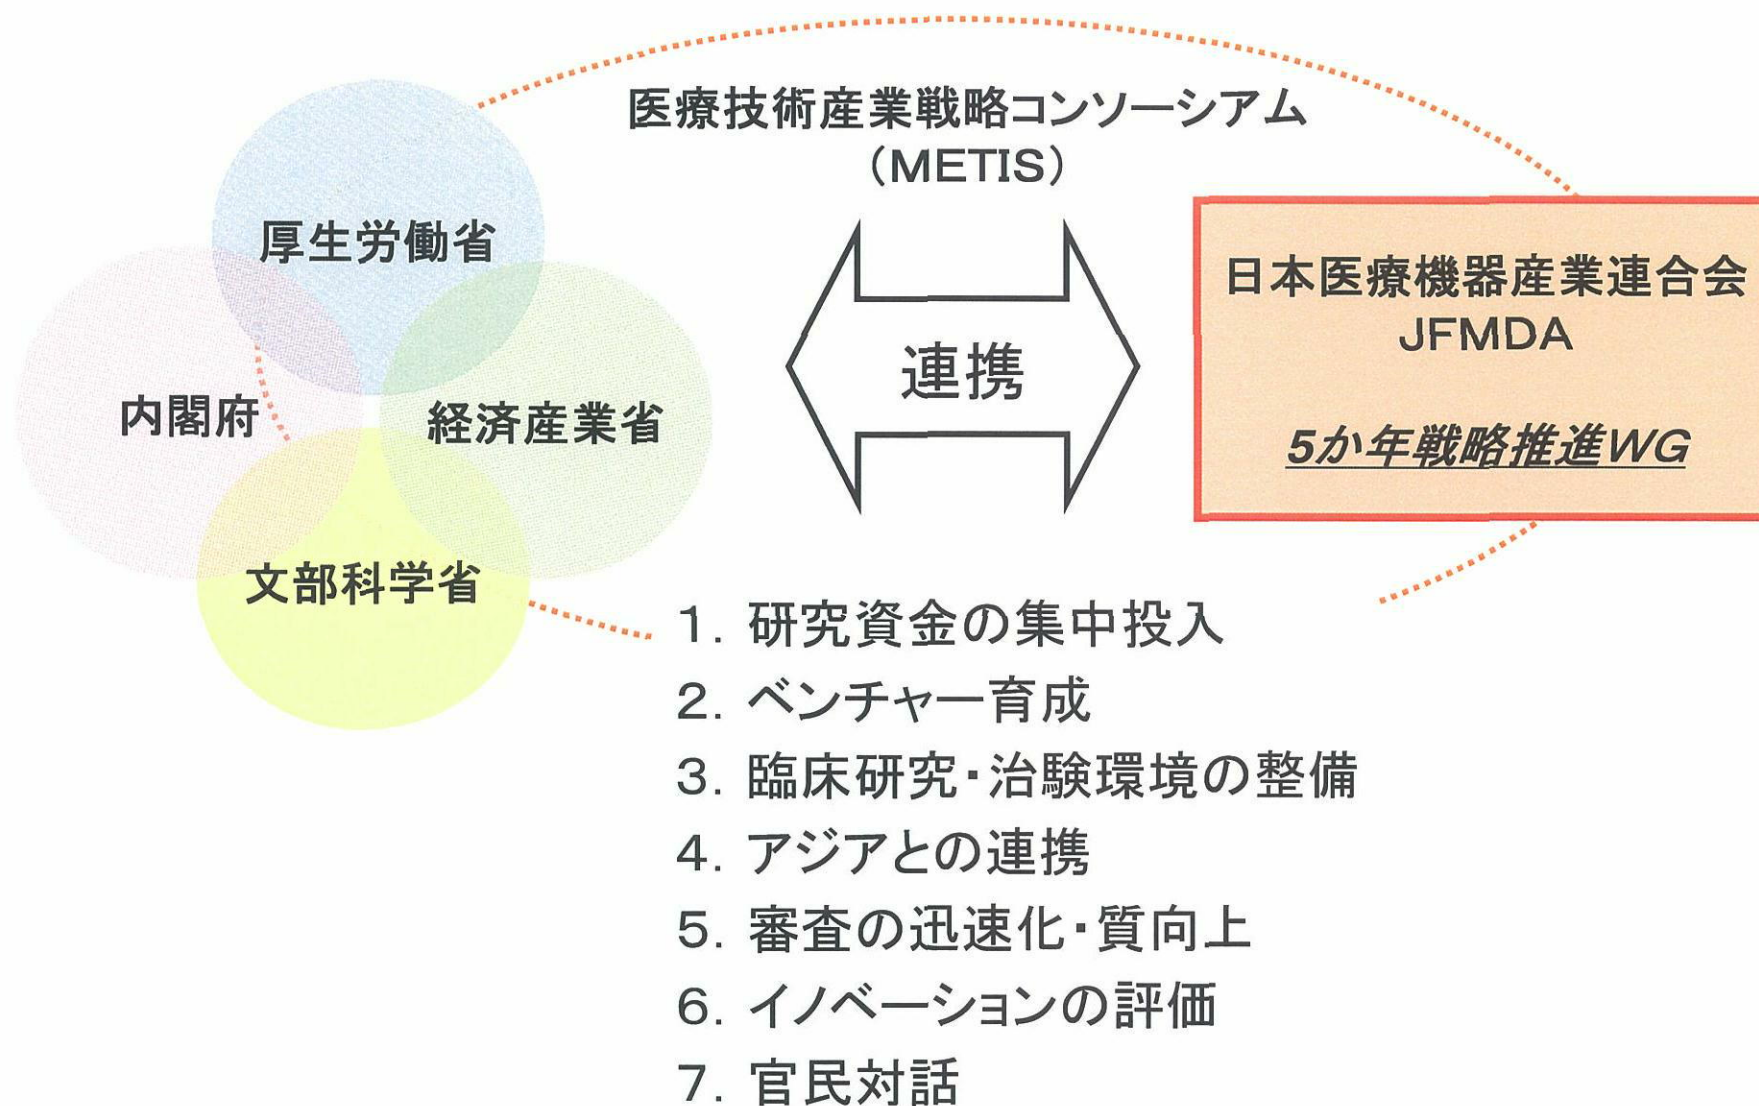 医療技術産業戦略コンソーシアム
（METIS）
厚生労働省
内閣府
経済産業省
文部科学省
連携
日本医療機器産業連合会
JFMDA
5か年戦略推進WG
1. 研究資金の集中投入
2. ベンチャー育成
3. 臨床研究・治験環境の整備
4. アジアとの連携
5. 審査の迅速化・質向上
6. イノベーションの評価
7. 官民対話